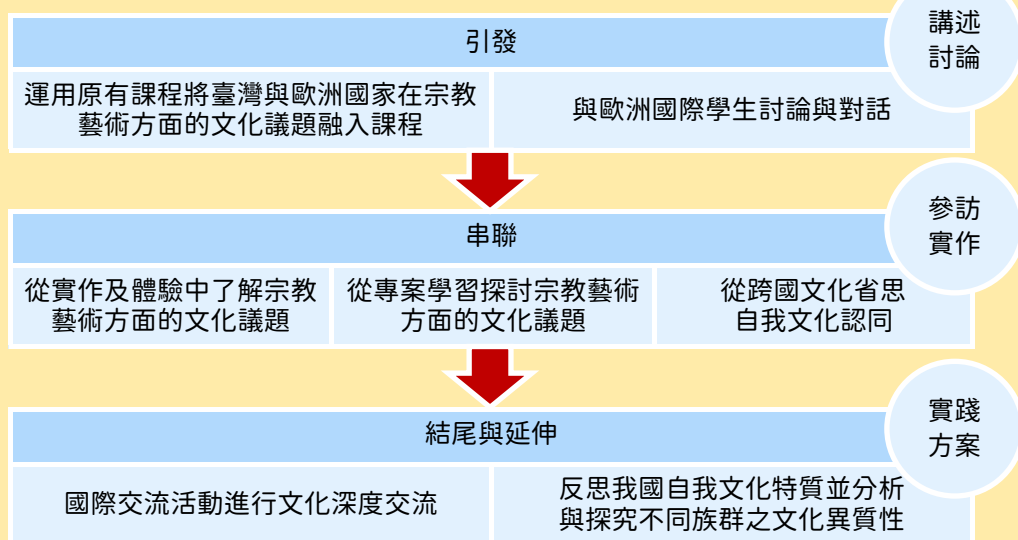 講述
討論
引發
運用原有課程將臺灣與歐洲國家在宗教
藝術方面的文化議題融入課程
與歐洲國際學生討論與對話
參訪
實作
串聯
從實作及體驗中了解宗教
藝術方面的文化議題
從專案學習探討宗教藝術
方面的文化議題
從跨國文化省思
自我文化認同
實踐
方案
結尾與延伸
國際交流活動進行文化深度交流
反思我國自我文化特質並分析
與探究不同族群之文化異質性